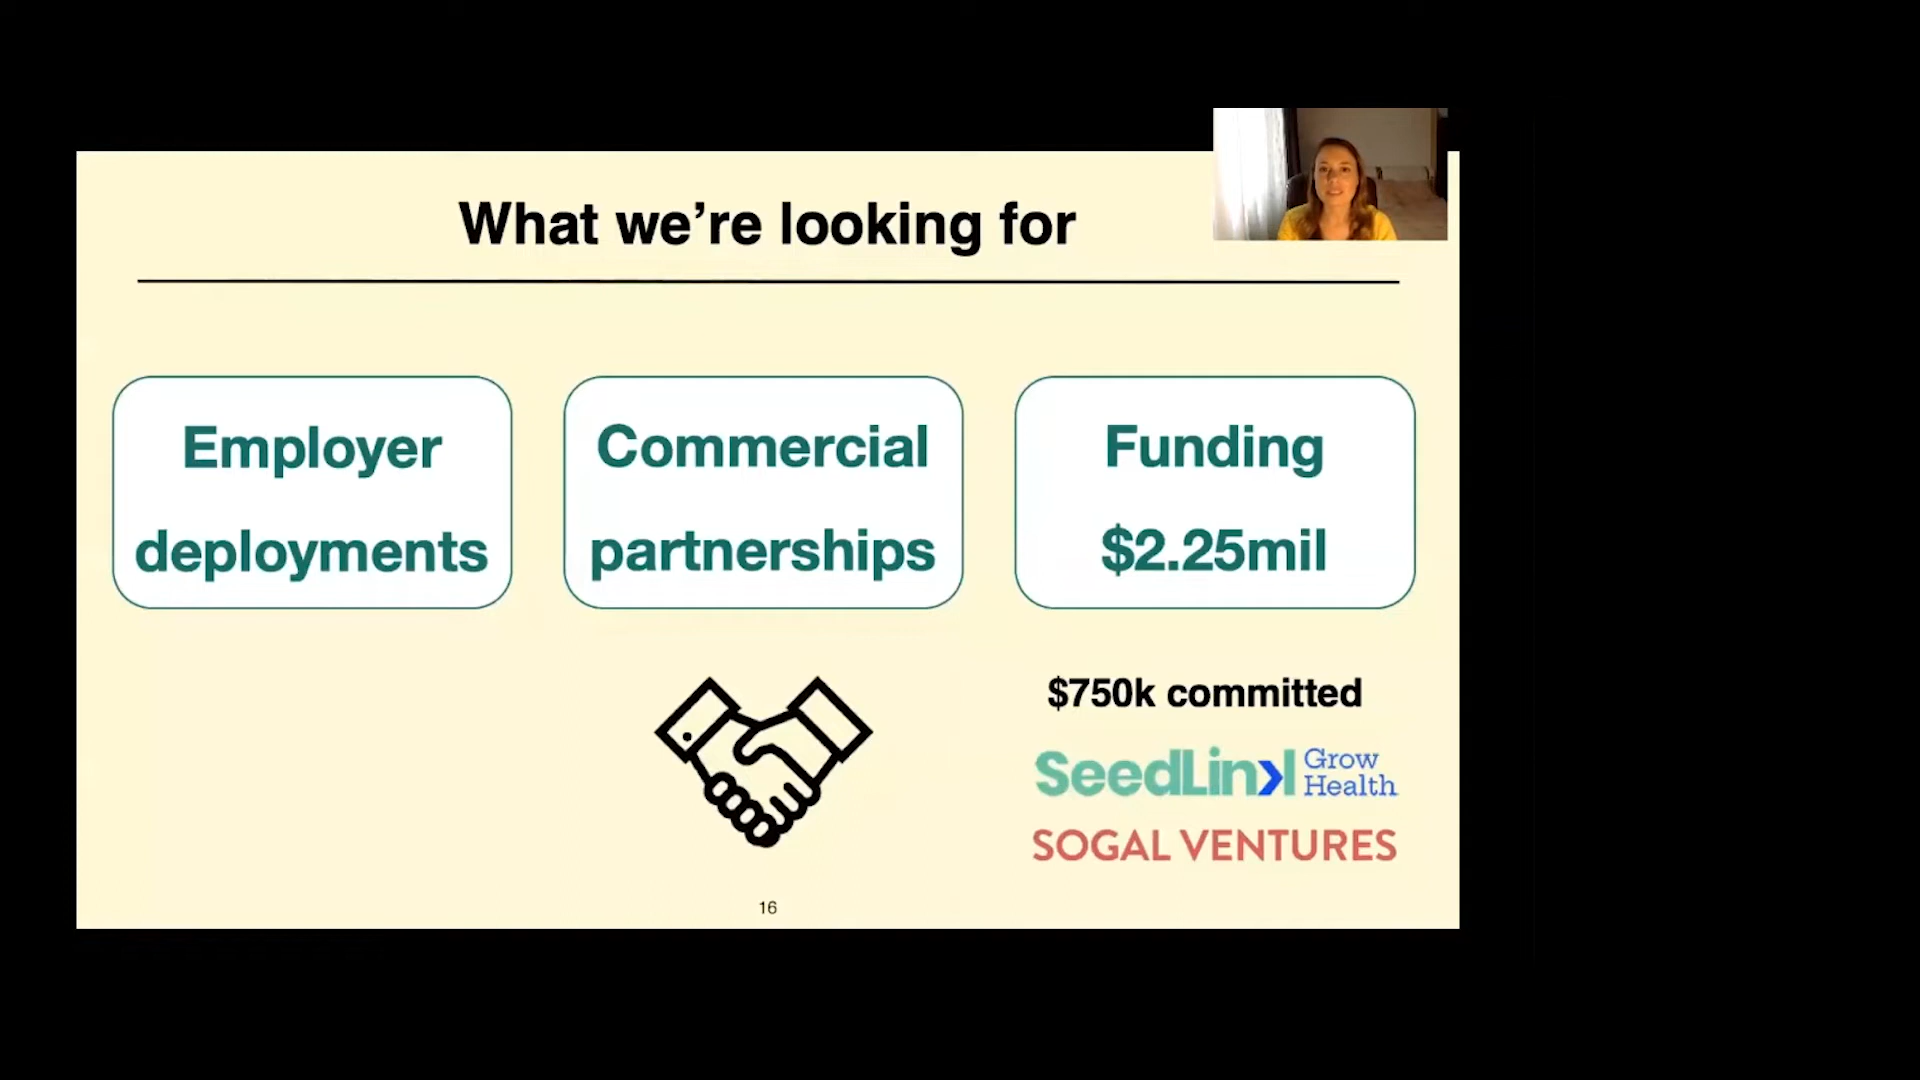 What we're looking for
Employer
deployments
Commercial
partnerships
Funding
$2.25mil
$750k committed
SeedLink Grow
Health
SOGAL VENTURES
16